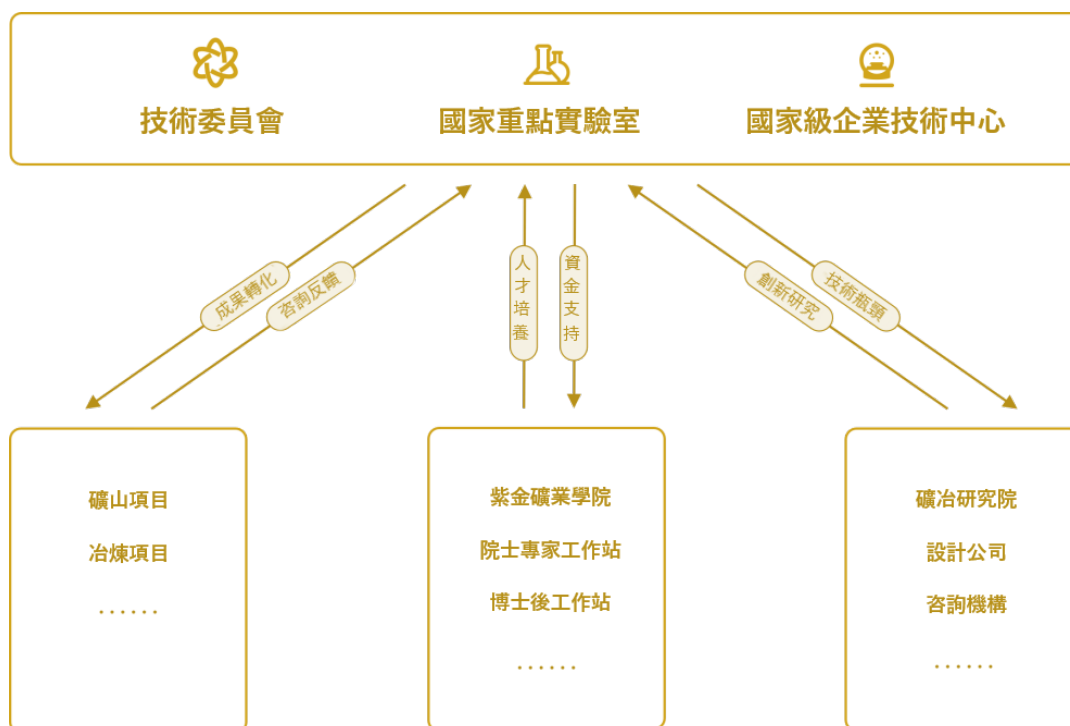 技術委員會
國家重點實驗室
國家級企業技術中心
成果轉化
咨詢反饋
人才培養
資金支持
創新研究
技術瓶頸
礦山項目
冶煉項目
......
紫金礦業學院
院士專家工作站
博士後工作站
......
礦冶研究院
設計公司
咨詢機構
......